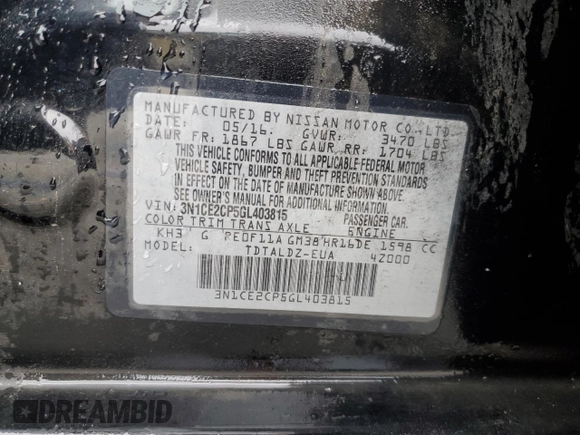 MANUFACTURED BY NISSAN MOTOR CO.,LTD.
DATE: 05/16. GVWR: 3470 LBS
GAWR FR: 1867 LBS GAWR RR: 1704 LBS
THIS VEHICLE CONFORMS TO ALL APPLICABLE FEDERAL MOTOR
VEHICLE SAFETY, BUMPER AND THEFT PREVENTION STANDARDS
IN EFFECT ON THE DATE OF MANUFACTURE SHOWN ABOVE.
SEE OWNER'S MANUAL FOR ADDITIONAL INFORMATION
VIN: 3N1CE2CP5GL403815 PASSENGER CAR.
COLOR TRIM TRANS AXLE ENGINE
KH3 G RE0F11A GM38 HR16DE 1598 CC
MODEL: TDTALDZ-EUA 4Z000
3N1CE2CP5GL403815
DREAMBID